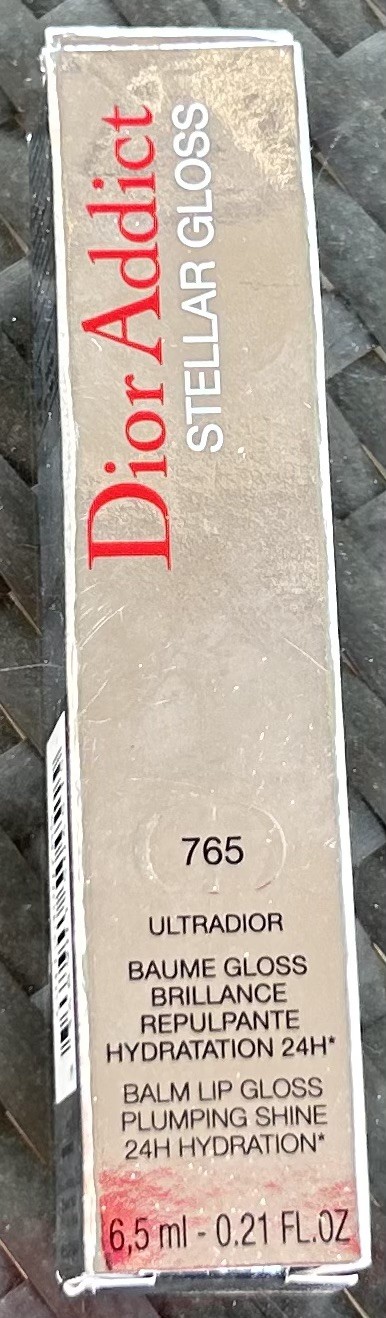 Dior Addict
STELLAR GLOSS
765
ULTRADIOR
BAUME GLOSS
BRILLANCE
REPULPANTE
HYDRATATION 24H*
BALM LIP GLOSS
PLUMPING SHINE
24H HYDRATION*
6,5 ml - 0.21 FL.OZ